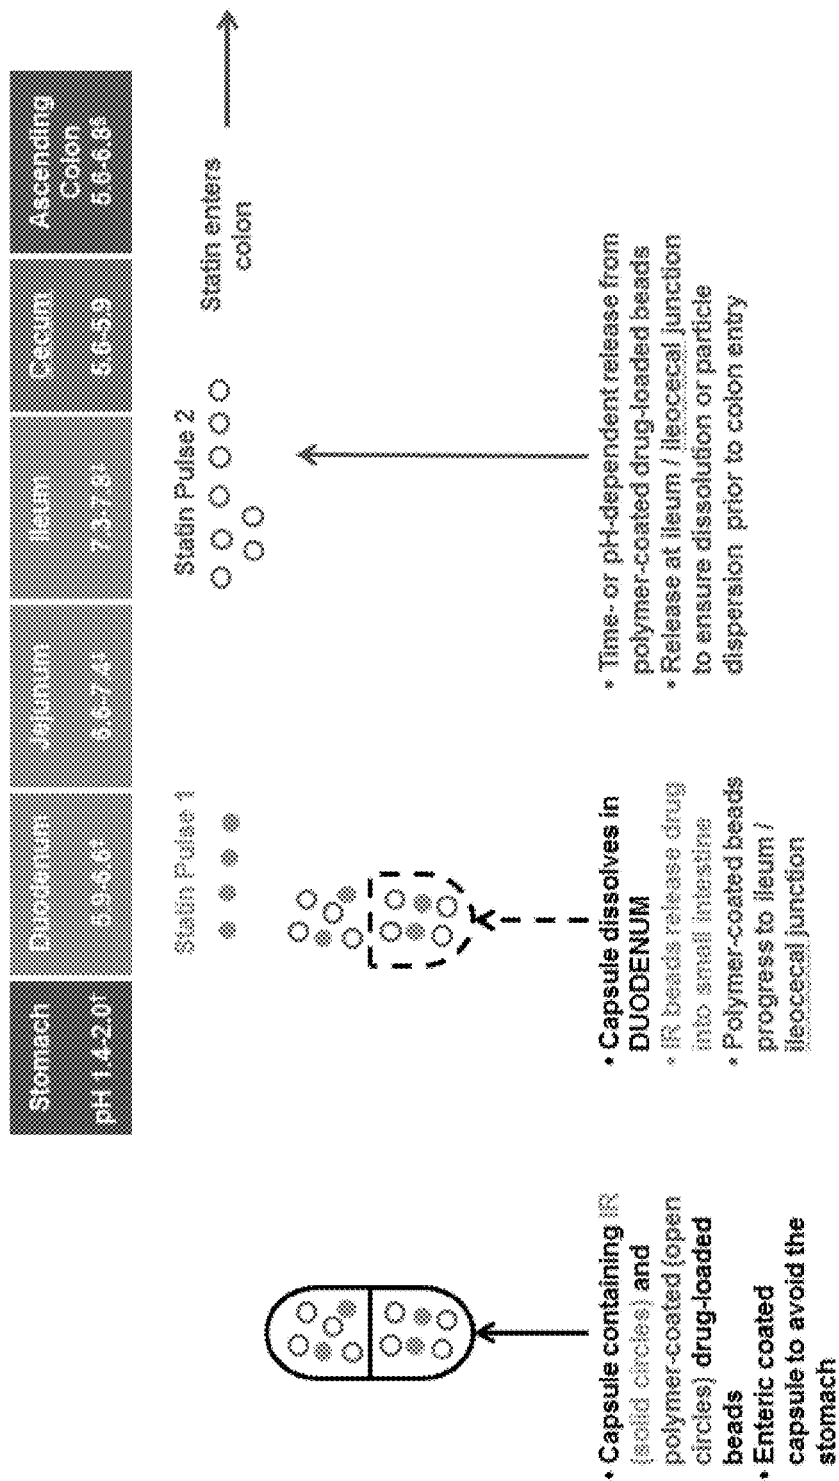 Stomach
pH 1.4-2.0†
Duodenum
5.9-6.6†‡
Jejunum
6.6-7.4§
Ileum
7.3-7.8§
Cecum
5.6-5.9
Ascending
Colon
5.6-6.8§
Statin Pulse 1
Statin Pulse 2
Statin enters
colon
• Capsule containing IR
(solid circles) and
polymer-coated (open
circles) drug-loaded
beads
• Enteric coated
capsule to avoid the
stomach
• Capsule dissolves in
DUODENUM
• IR beads release drug
into small intestine
• Polymer-coated beads
progress to ileum /
ileocecal junction
• Time- or pH-dependent release from
polymer-coated drug-loaded beads
• Release at ileum / ileocecal junction
to ensure dissolution or particle
dispersion prior to colon entry